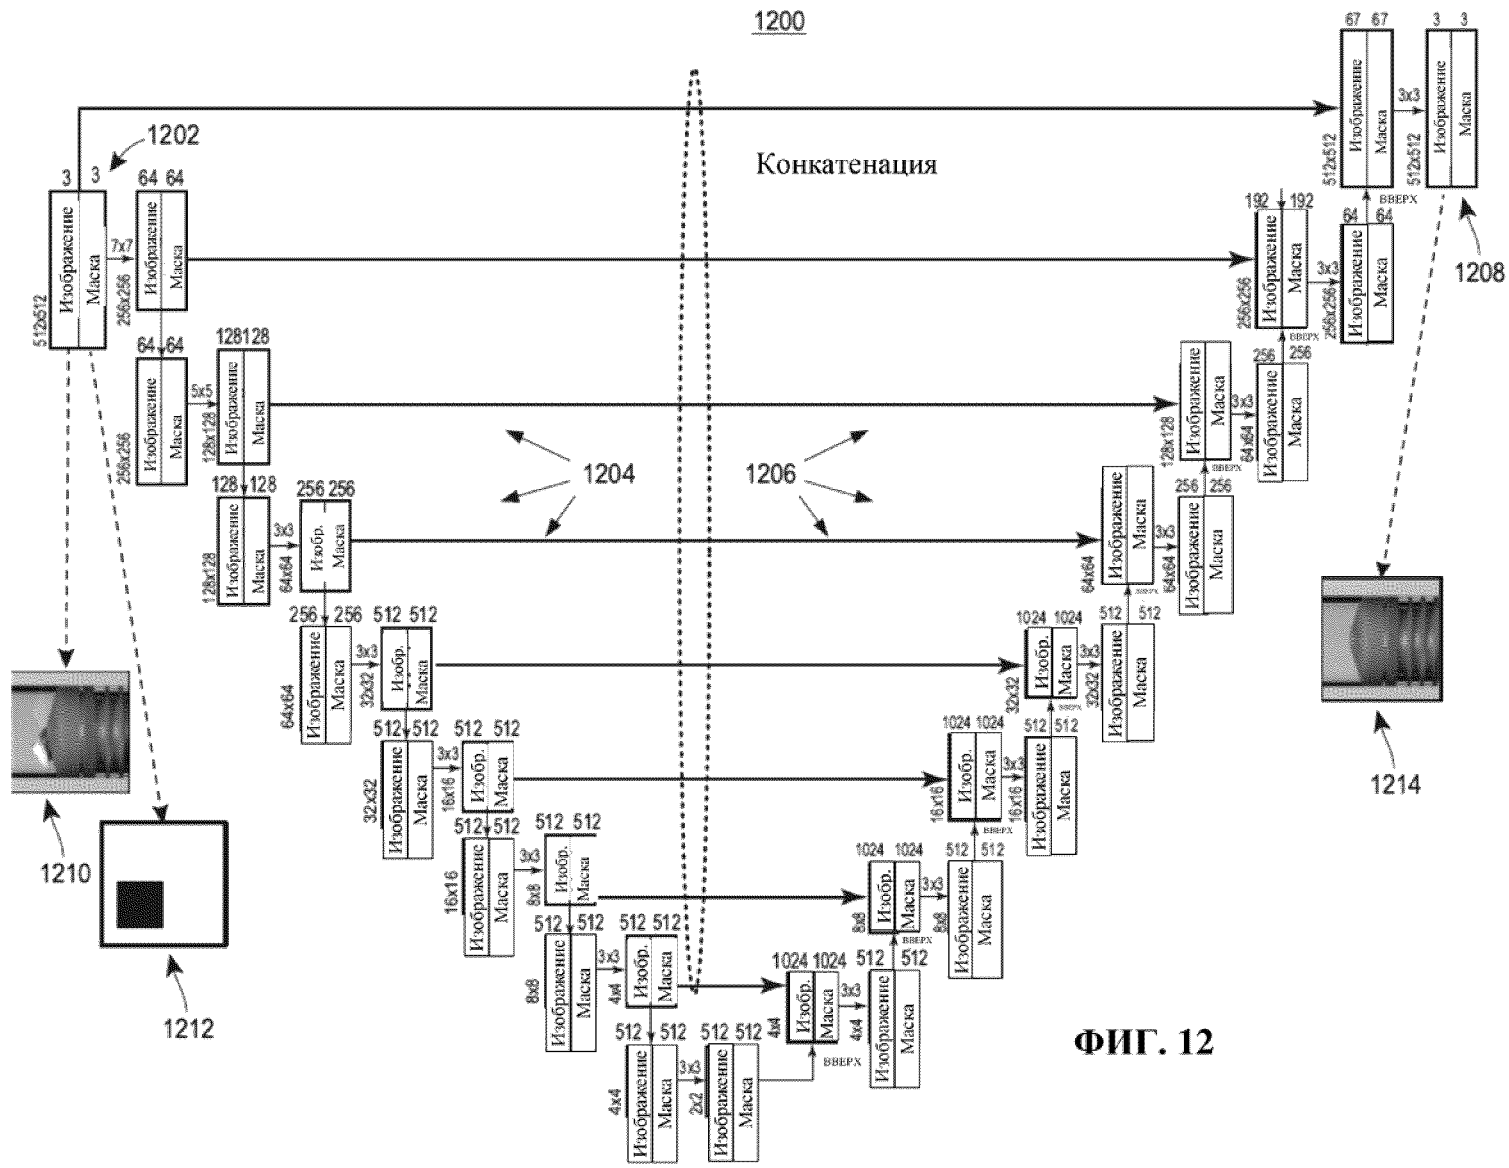 1200
67 67
3 3
Изображение
Маска
512x512
3x3
Изображение
Маска
512x512
1202
Конкатенация
3 3
Изображение
Маска
512x512
7x7
64 64
Изображение
Маска
256x256
192 192
Изображение
Маска
256x256
ВВЕРХ
3x3
64 64
Изображение
Маска
256x256
ВВЕРХ
1208
64 64
Изображение
Маска
256x256
5x5
128 128
Изображение
Маска
128x128
Изображение
Маска
128x128
ВВЕРХ
3x3
256 256
Изображение
Маска
64x64
1204
1206
128 128
Изображение
Маска
128x128
3x3
256 256
Изобр.
Маска
64x64
Изображение
Маска
64x64
ВВЕРХ
3x3
256 256
Изображение
Маска
64x64
256 256
Изображение
Маска
64x64
3x3
512 512
Изобр.
Маска
32x32
1024 1024
Изобр.
Маска
32x32
ВВЕРХ
3x3
512 512
Изображение
Маска
32x32
512 512
Изображение
Маска
32x32
3x3
512 512
Изобр.
Маска
16x16
1024 1024
Изобр.
Маска
16x16
ВВЕРХ
3x3
512 512
Изображение
Маска
16x16
1214
1210
512 512
Изображение
Маска
16x16
3x3
512 512
Изобр.
Маска
8x8
1024 1024
Изобр.
Маска
8x8
ВВЕРХ
3x3
512 512
Изображение
Маска
8x8
512 512
Изображение
Маска
8x8
3x3
512 512
Изобр.
Маска
4x4
1024 1024
Изобр.
Маска
4x4
ВВЕРХ
3x3
512 512
Изображение
Маска
4x4
1212
512 512
Изображение
Маска
4x4
3x3
512 512
Изображение
Маска
2x2
ФИГ. 12